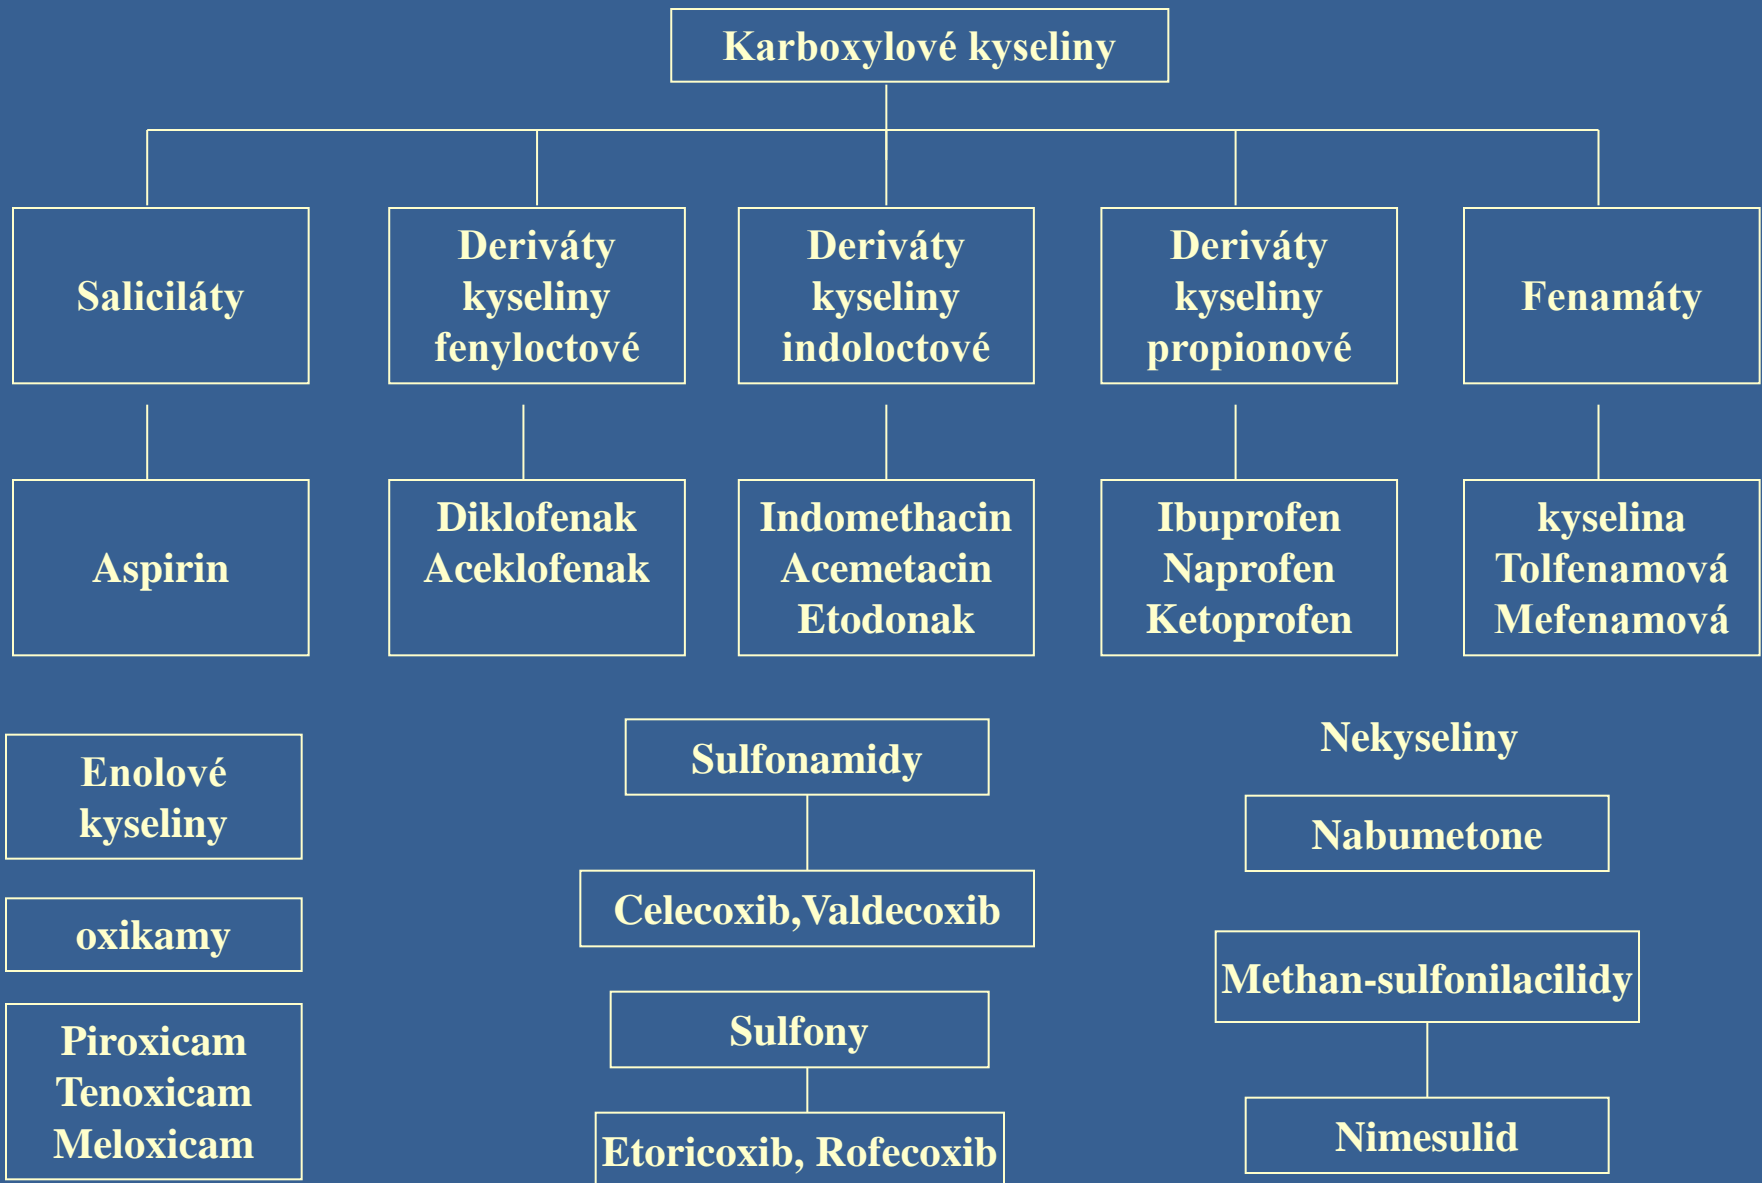 Karboxylové kyseliny
Saliciláty
Deriváty
kyseliny
fenyloctové
Deriváty
kyseliny
indoloctové
Deriváty
kyseliny
propionové
Fenamáty
Aspirin
Diklofenak
Aceklofenak
Indomethacin
Acemetacin
Etodonak
Ibuprofen
Naprofen
Ketoprofen
kyselina
Tolfenamová
Mefenamová
Enolové
kyseliny
oxikamy
Piroxicam
Tenoxicam
Meloxicam
Sulfonamidy
Celecoxib,Valdecoxib
Sulfony
Etoricoxib, Rofecoxib
Nekyseliny
Nabumetone
Methan-sulfonilacilidy
Nimesulid